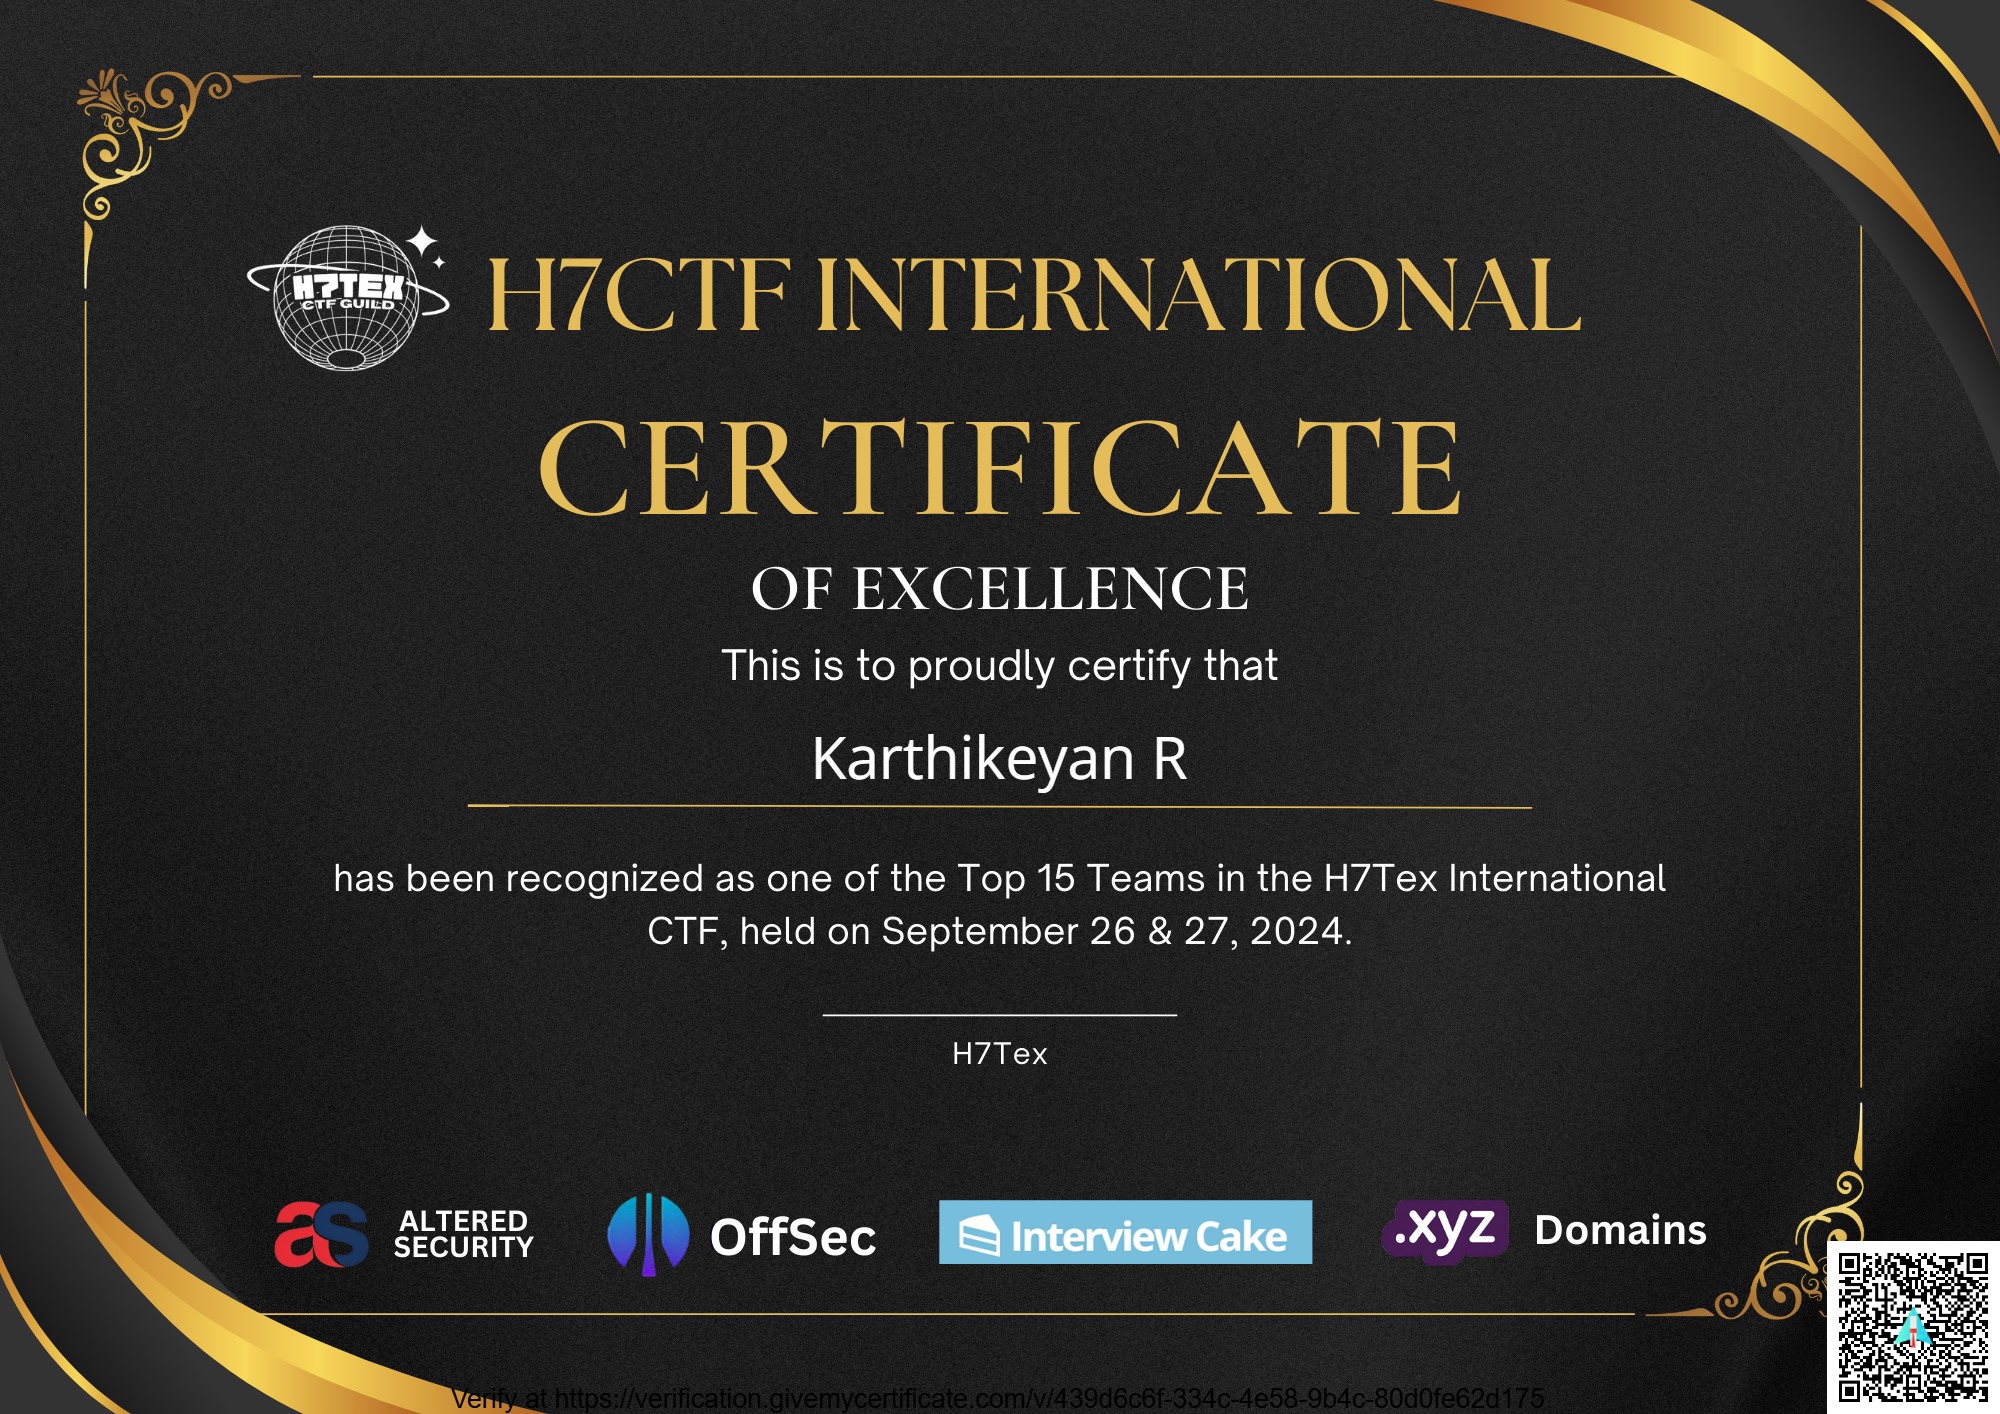 H7TEX
CTF GUILD
H7CTF INTERNATIONAL
CERTIFICATE
OF EXCELLENCE
This is to proudly certify that
Karthikeyan R
has been recognized as one of the Top 15 Teams in the H7Tex International
CTF, held on September 26 & 27, 2024.
H7Tex
as ALTERED
SECURITY
OffSec
Interview Cake
.xyz Domains
Verify at https://verification.givemycertificate.com/v/439d6c6f-334c-4e58-9b4c-80d0fe62d175